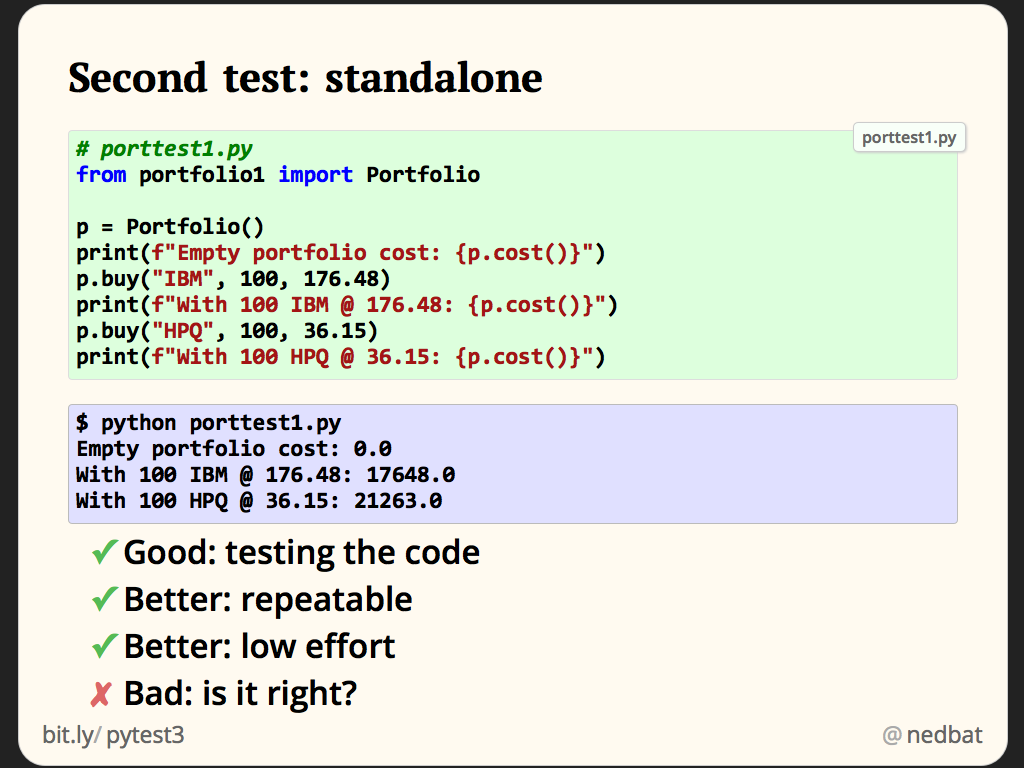 Second test: standalone
porttest1.py
# porttest1.py
from portfolio1 import Portfolio
p = Portfolio()
print(f"Empty portfolio cost: {p.cost()}")
p.buy("IBM", 100, 176.48)
print(f"With 100 IBM @ 176.48: {p.cost()}")
p.buy("HPQ", 100, 36.15)
print(f"With 100 HPQ @ 36.15: {p.cost()}")
$ python porttest1.py
Empty portfolio cost: 0.0
With 100 IBM @ 176.48: 17648.0
With 100 HPQ @ 36.15: 21263.0
✔ Good: testing the code
✔ Better: repeatable
✔ Better: low effort
✘ Bad: is it right?
bit.ly/pytest3
@nedbat